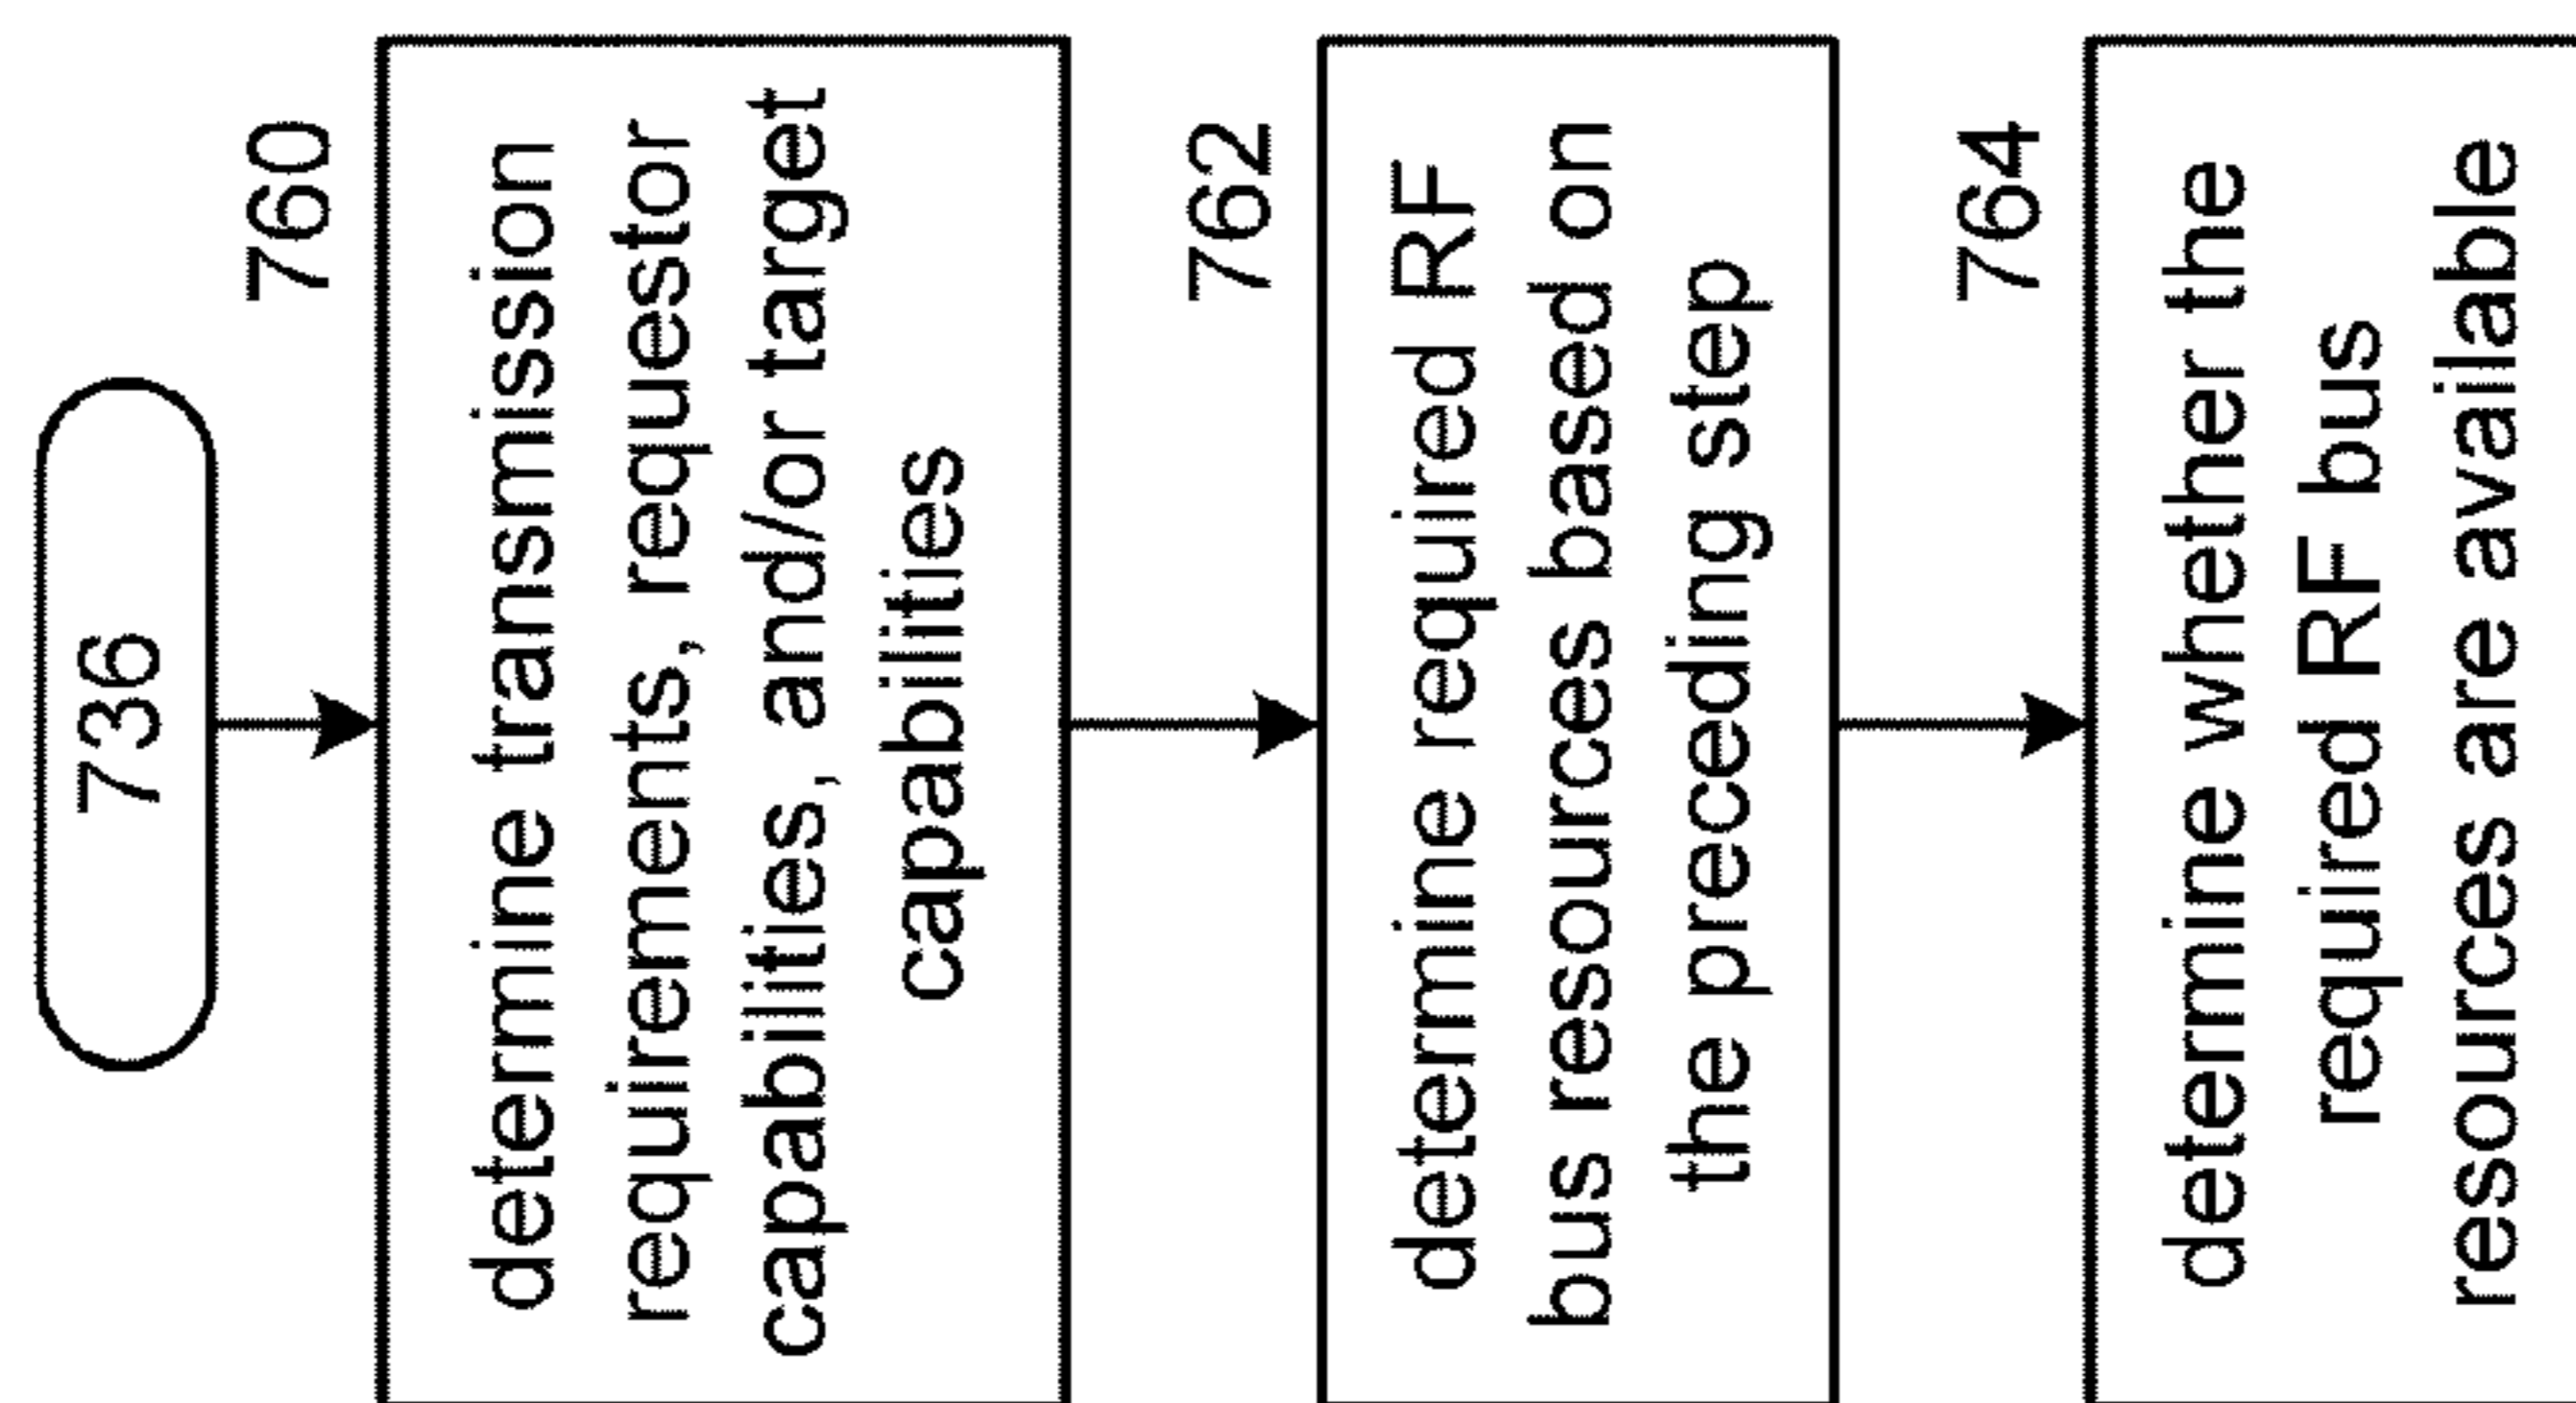 736
760
determine transmission
requirements, requestor
capabilities, and/or target
capabilities
762
determine required RF
bus resources based on
the preceding step
764
determine whether the
required RF bus
resources are available